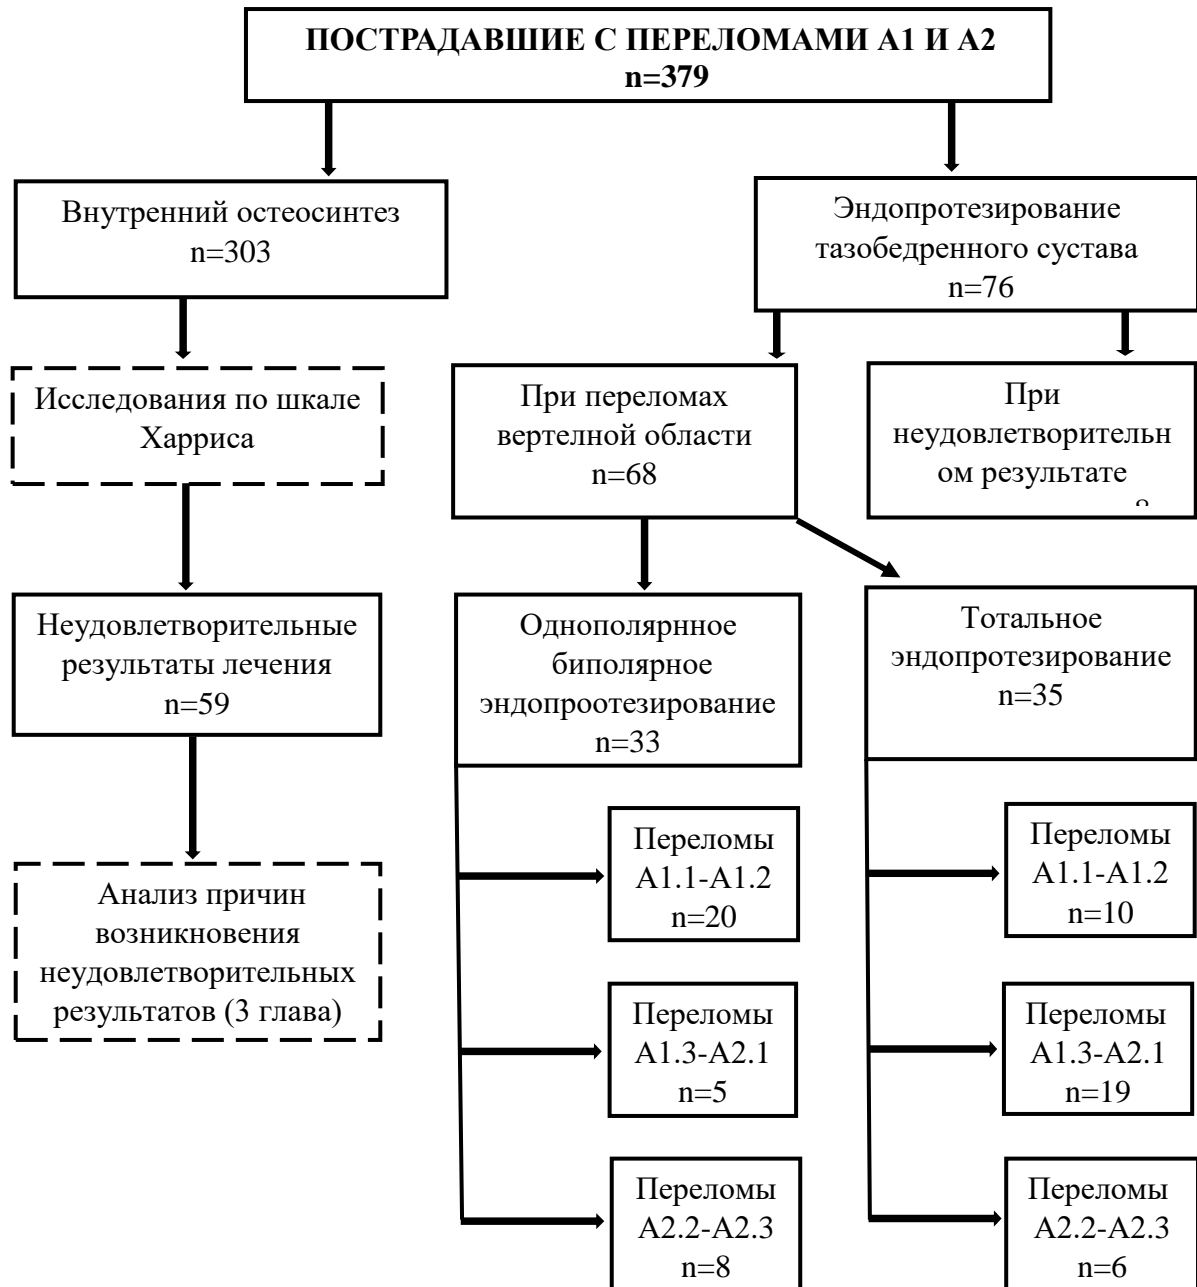 ПОСТРАДАВШИЕ С ПЕРЕЛОМАМИ А1 И А2
n=379
Внутренний остеосинтез
n=303
Эндопротезирование
тазобедренного сустава
n=76
Исследования по шкале
Харриса
При переломах
вертелной области
n=68
При
неудовлетворительн
ом результате
Неудовлетворительные
результаты лечения
n=59
Однополярнное
биполярное
эндопроотезирование
n=33
Тотальное
эндопротезирование
n=35
Анализ причин
возникновения
неудовлетворительных
результатов (3 глава)
Переломы
А1.1-А1.2
n=20
Переломы
А1.1-А1.2
n=10
Переломы
А1.3-А2.1
n=5
Переломы
А1.3-А2.1
n=19
Переломы
А2.2-А2.3
n=8
Переломы
А2.2-А2.3
n=6